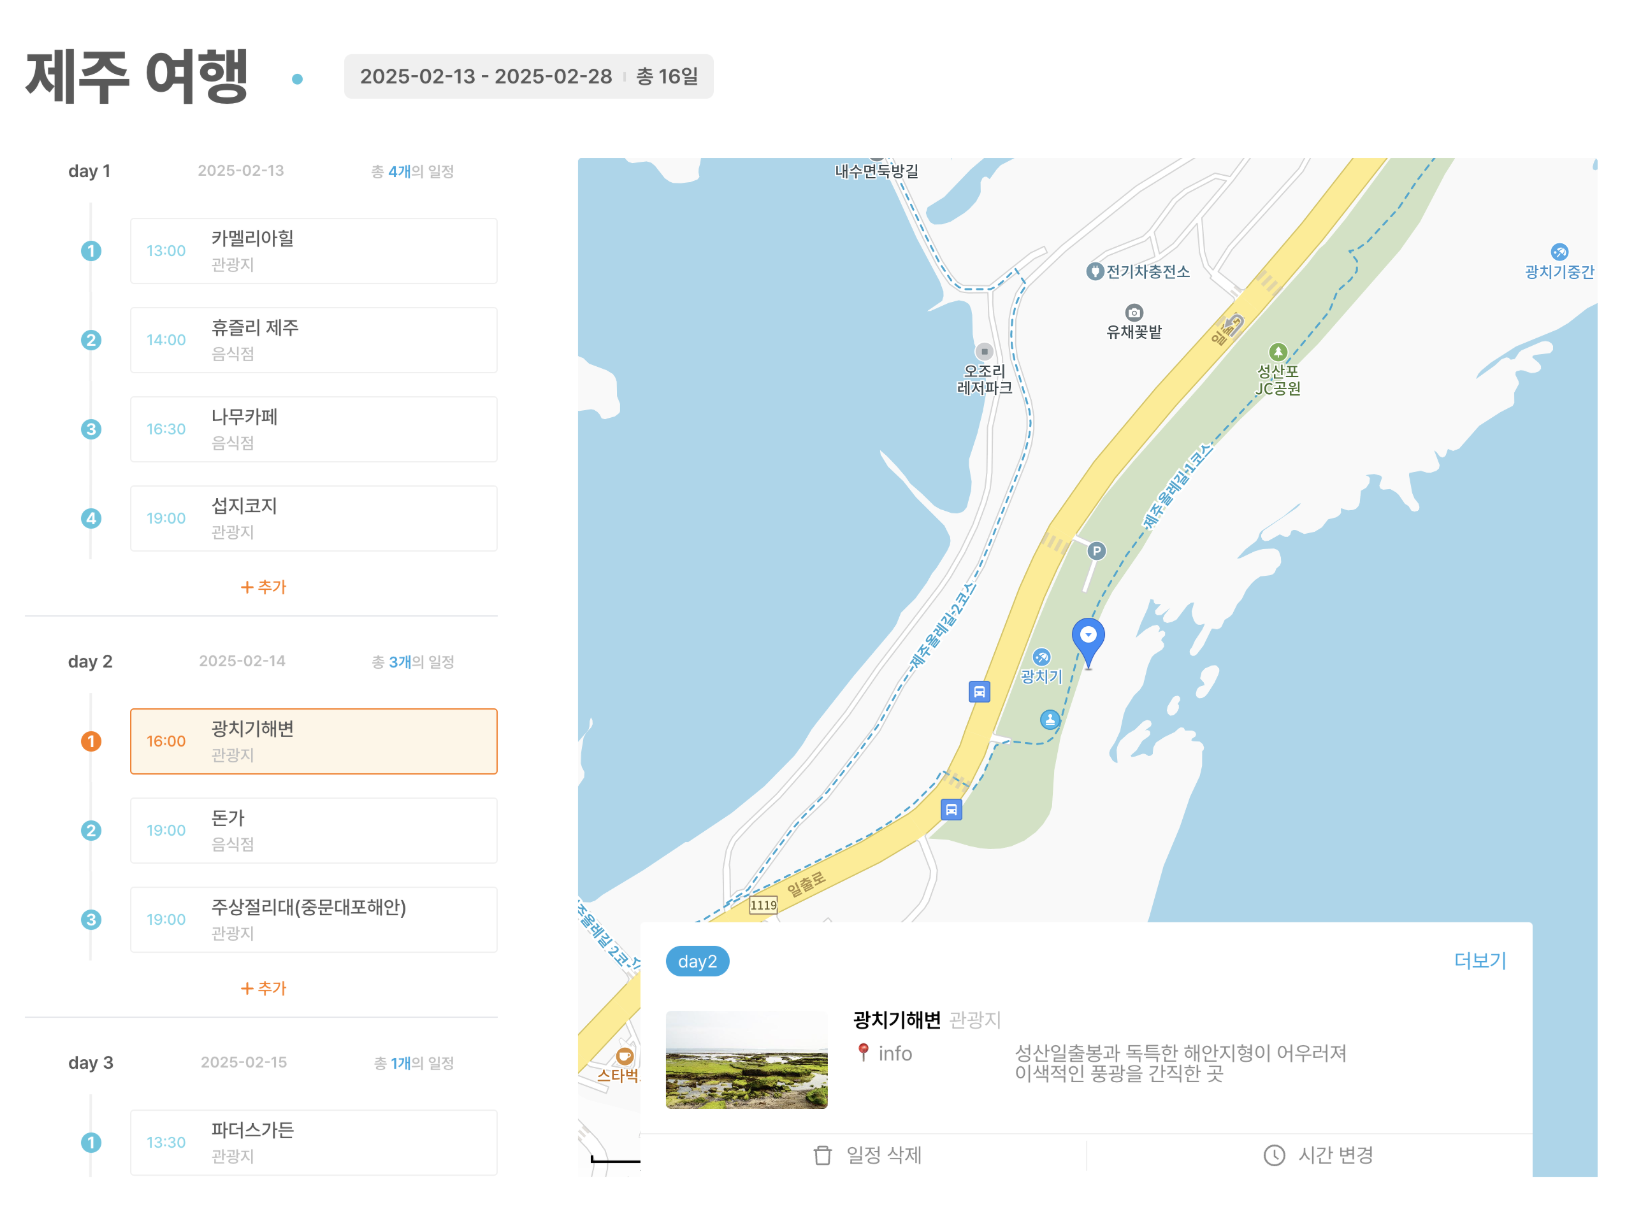 제주 여행
2025-02-13 - 2025-02-28 총 16일
day 1 2025-02-13 총 4개의 일정
1 13:00 카멜리아힐
관광지
2 14:00 휴즐리 제주
음식점
3 16:30 나무카페
음식점
4 19:00 섭지코지
관광지
+ 추가
day 2 2025-02-14 총 3개의 일정
1 16:00 광치기해변
관광지
2 19:00 돈가
음식점
3 19:00 주상절리대(중문대포해안)
관광지
+ 추가
day 3 2025-02-15 총 1개의 일정
1 13:30 파더스가든
관광지
내수면둑방길
전기차충전소
광치기중간
유채꽃밭
오조리
레저파크
성산포
JC공원
제주올레길 1코스
P
제주올레길 2코스
광치기
일출로
1119
스타벅
day2
더보기
광치기해변 관광지
info
성산일출봉과 독특한 해안지형이 어우러져
이색적인 풍광을 간직한 곳
일정 삭제
시간 변경